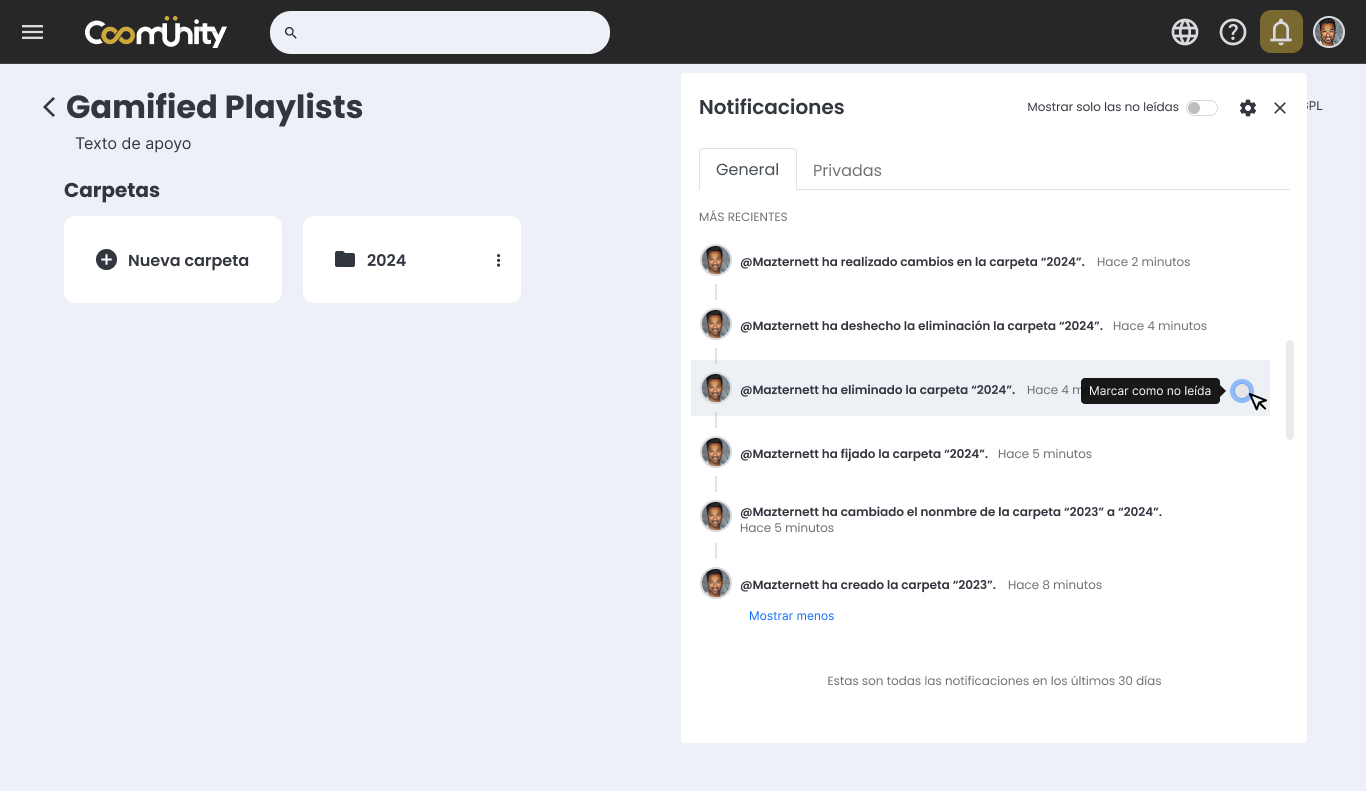 Coomünity
Gamified Playlists
Texto de apoyo
Carpetas
Nueva carpeta
2024
Notificaciones
Mostrar solo las no leídas
PL
General
Privadas
MÁS RECIENTES
@Mazternett ha realizado cambios en la carpeta “2024”. Hace 2 minutos
@Mazternett ha deshecho la eliminación la carpeta “2024”. Hace 4 minutos
@Mazternett ha eliminado la carpeta “2024”. Hace 4 m
Marcar como no leída
@Mazternett ha fijado la carpeta “2024”. Hace 5 minutos
@Mazternett ha cambiado el nonmbre de la carpeta “2023” a “2024”.
Hace 5 minutos
@Mazternett ha creado la carpeta “2023”. Hace 8 minutos
Mostrar menos
Estas son todas las notificaciones en los últimos 30 días